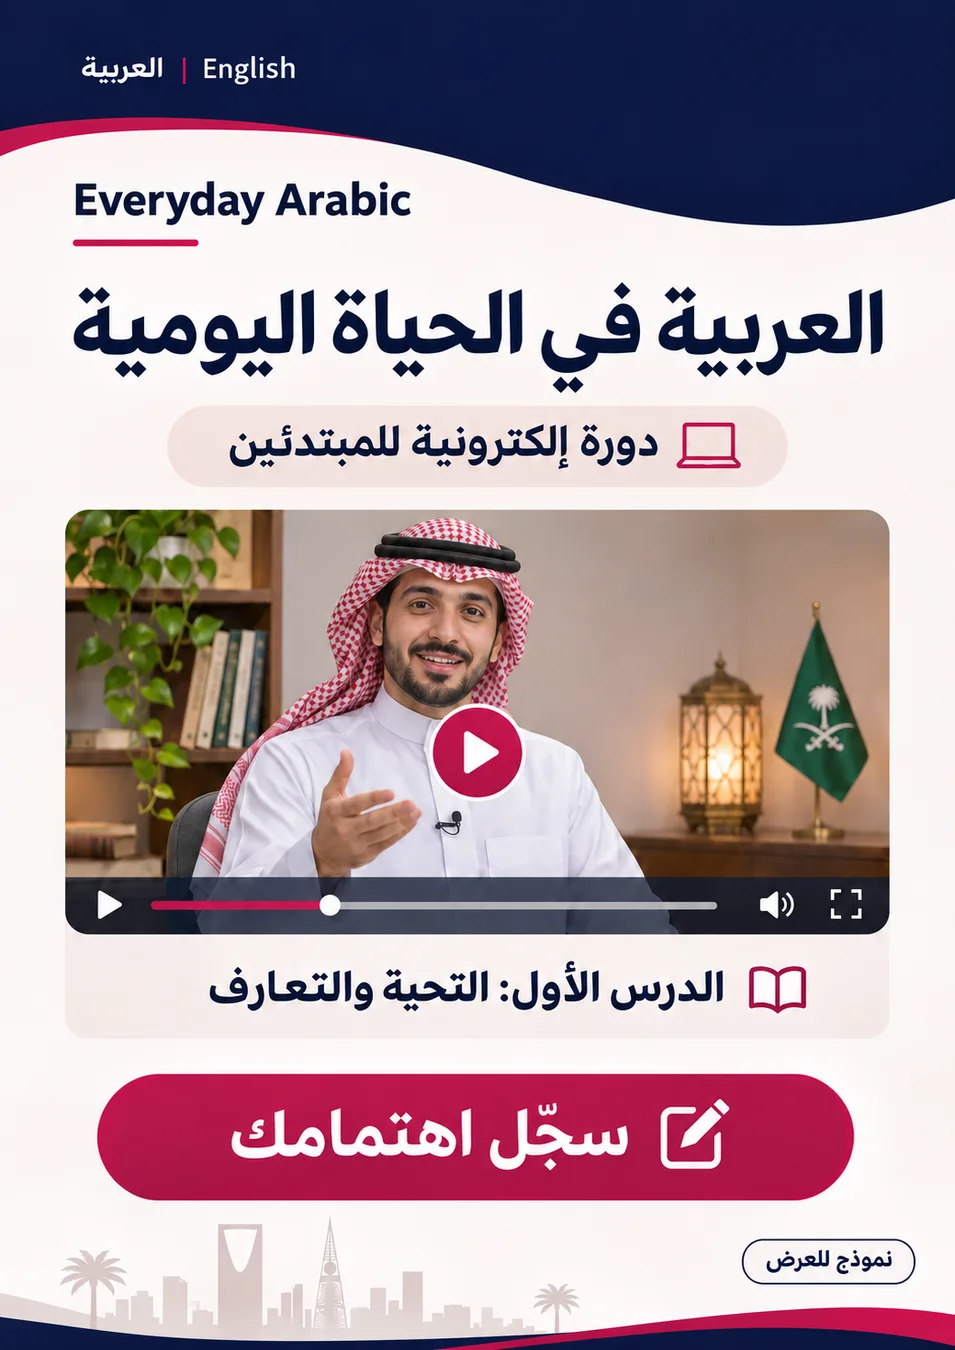 العربية | English
Everyday Arabic
العربية في الحياة اليومية
دورة إلكترونية للمبتدئين
الدرس الأول: التحية والتعارف
سجّل اهتمامك
نموذج للعرض